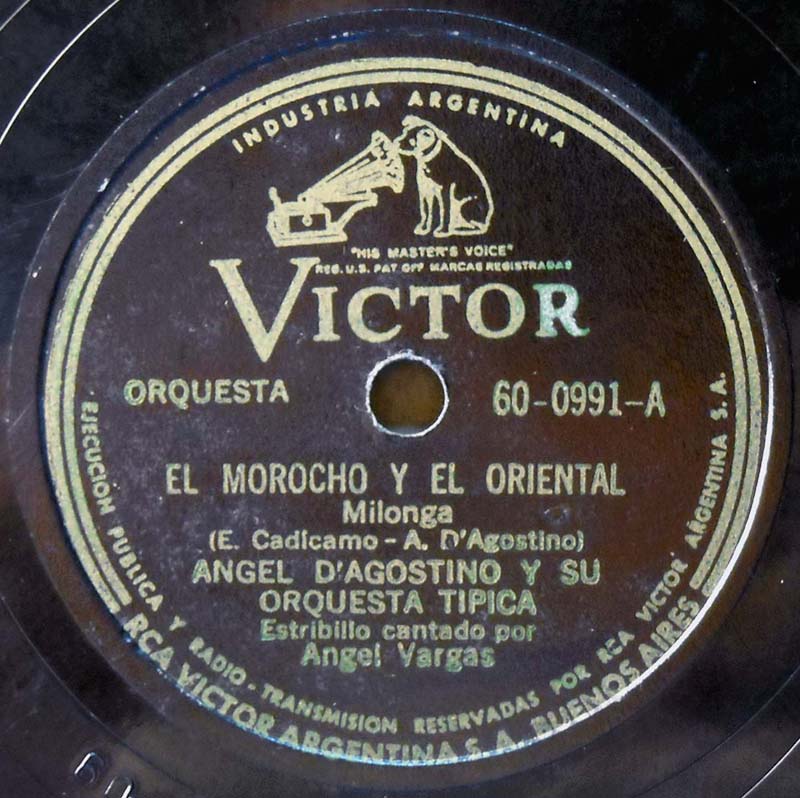 INDUSTRIA ARGENTINA
"HIS MASTER'S VOICE"
REG. U.S. PAT OFF MARCAS REGISTRADAS
VICTOR
ORQUESTA
60-0991-A
EL MOROCHO Y EL ORIENTAL
Milonga
(E. Cadicamo - A. D'Agostino)
ANGEL D'AGOSTINO Y SU
ORQUESTA TIPICA
Estribillo cantado por
Angel Vargas
EJECUCION PUBLICA Y RADIO-TRANSMISION RESERVADAS POR RCA VICTOR ARGENTINA S.A.
RCA VICTOR ARGENTINA S.A. BUENOS AIRES